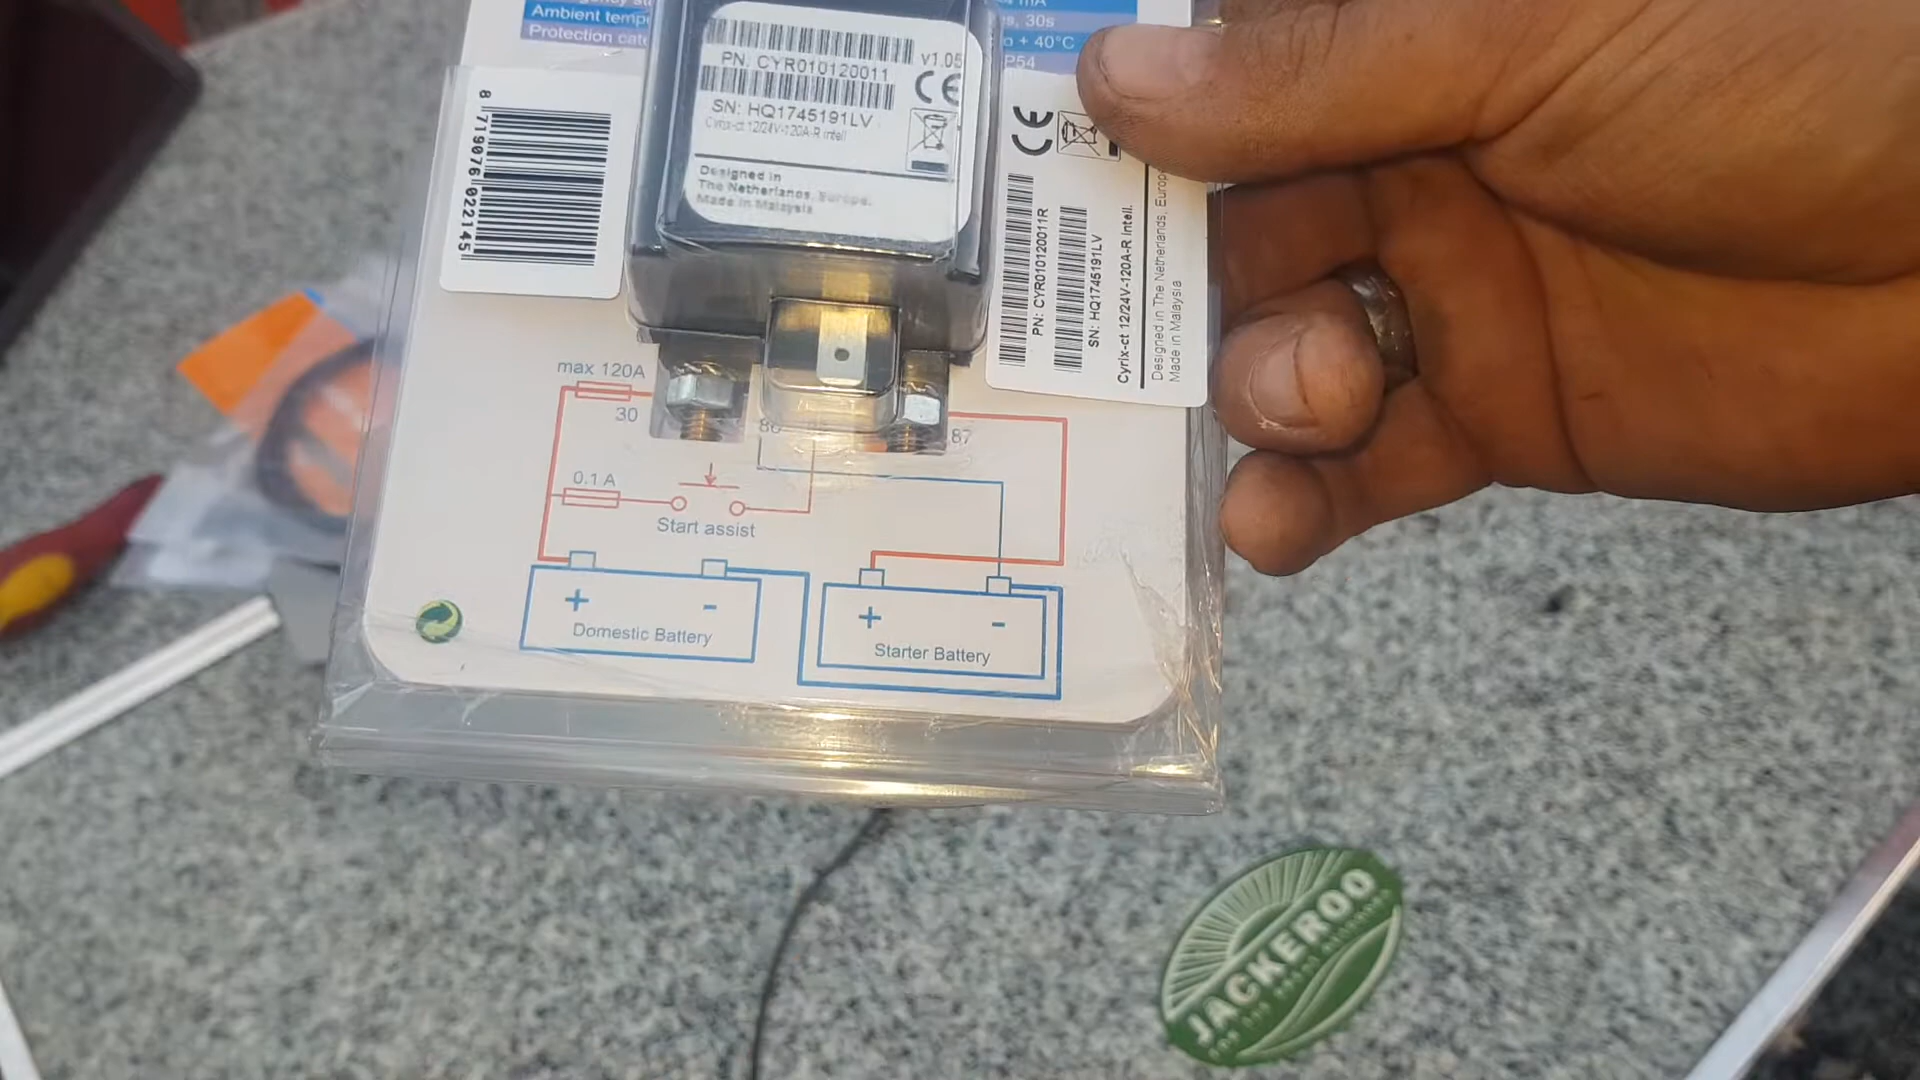 Ambient
Protection
mA
, 30s
+ 40°C
P54
PN: CYR010120011
v1.05
SN: HQ1745191LV
Cyrix-ct 12/24V-120A-R intell
Designed in
The Netherlands, Europe.
Made in Malaysia
8 719076 022145
PN: CYR010120011R
SN: HQ1745191LV
Cyrix-ct 12/24V-120A-R intell.
Designed in The Netherlands, Europe
Made in Malaysia
max 120A
30
86
87
0.1 A
Start assist
+ -
Domestic Battery
+ -
Starter Battery
JACKEROO